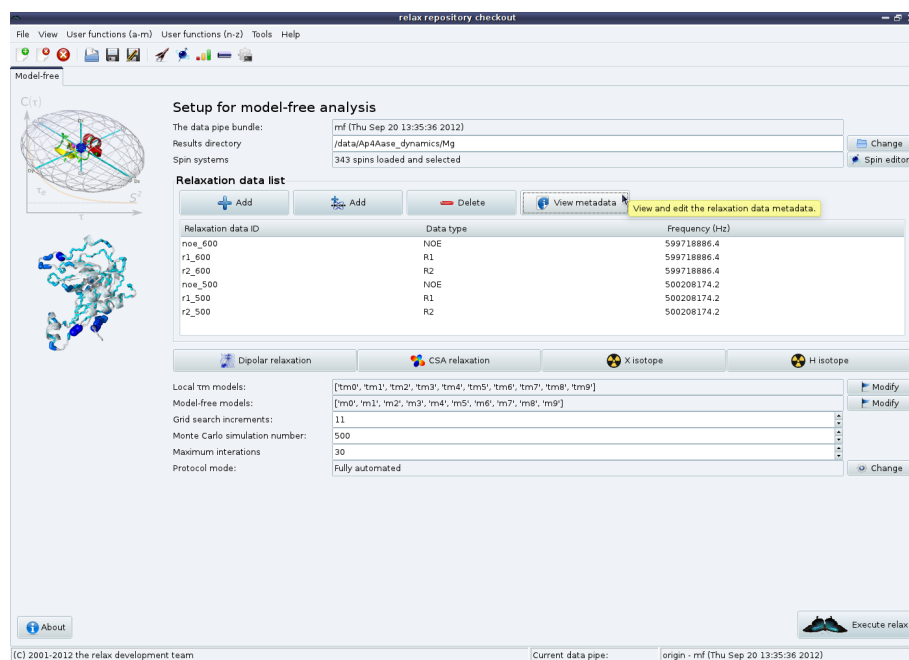 relax repository checkout
File View User functions (a-m) User functions (n-z) Tools Help
Model-free
C(τ)
τe
S²
τ
Setup for model-free analysis
The data pipe bundle: mf (Thu Sep 20 13:35:36 2012)
Results directory /data/Ap4Aase_dynamics/Mg Change
Spin systems 343 spins loaded and selected Spin editor
Relaxation data list
Add Add Delete View metadata
View and edit the relaxation data metadata.
Relaxation data ID Data type Frequency (Hz)
noe_600 NOE 599718886.4
r1_600 R1 599718886.4
r2_600 R2 599718886.4
noe_500 NOE 500208174.2
r1_500 R1 500208174.2
r2_500 R2 500208174.2
Dipolar relaxation CSA relaxation X isotope H isotope
Local τm models: ['tm0', 'tm1', 'tm2', 'tm3', 'tm4', 'tm5', 'tm6', 'tm7', 'tm8', 'tm9'] Modify
Model-free models: ['m0', 'm1', 'm2', 'm3', 'm4', 'm5', 'm6', 'm7', 'm8', 'm9'] Modify
Grid search increments: 11
Monte Carlo simulation number: 500
Maximum interations 30
Protocol mode: Fully automated Change
About Execute relax
(C) 2001-2012 the relax development team Current data pipe: origin - mf (Thu Sep 20 13:35:36 2012)